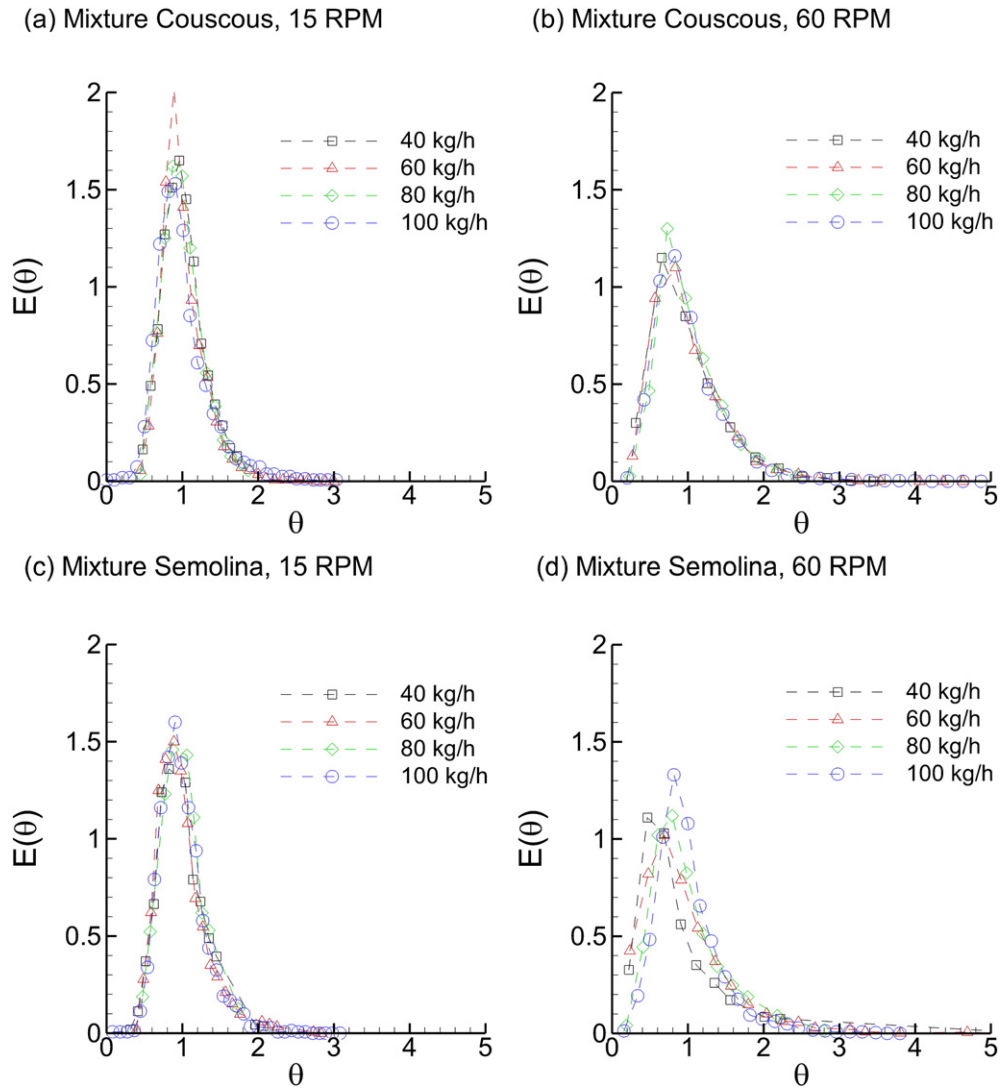 (a) Mixture Couscous, 15 RPM
2
1.5
1
0.5
0
E(θ)
40 kg/h
60 kg/h
80 kg/h
100 kg/h
0 1 2 3 4 5
θ
(b) Mixture Couscous, 60 RPM
2
1.5
1
0.5
0
E(θ)
40 kg/h
60 kg/h
80 kg/h
100 kg/h
0 1 2 3 4 5
θ
(c) Mixture Semolina, 15 RPM
2
1.5
1
0.5
0
E(θ)
40 kg/h
60 kg/h
80 kg/h
100 kg/h
0 1 2 3 4 5
θ
(d) Mixture Semolina, 60 RPM
2
1.5
1
0.5
0
E(θ)
40 kg/h
60 kg/h
80 kg/h
100 kg/h
0 1 2 3 4 5
θ